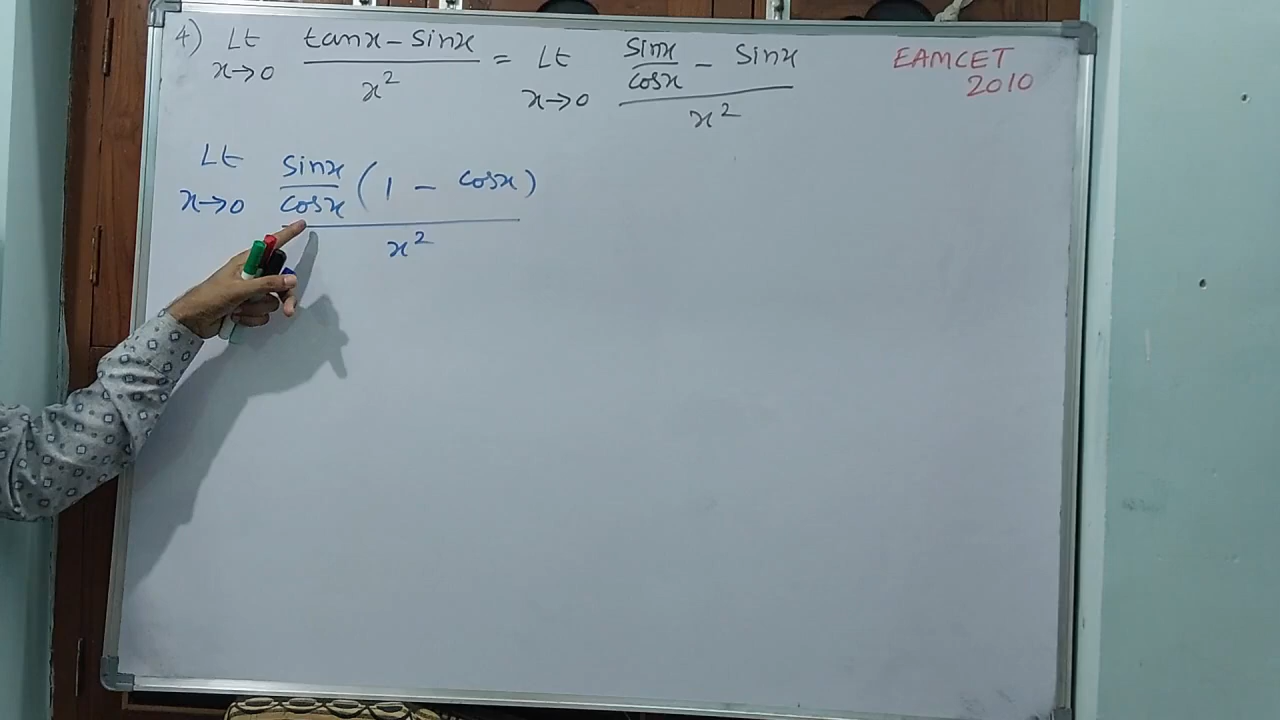 4) Lt x→0 (tanx − sinx)/x² = Lt x→0 (sinx/cosx − sinx)/x²
EAMCET
2010
Lt x→0 (sinx/cosx (1 − cosx))/x²